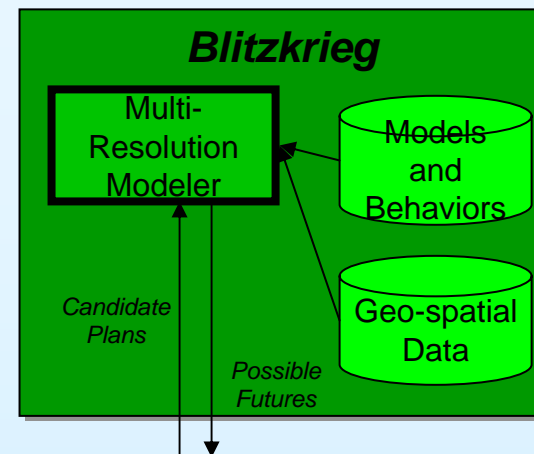 Blitzkrieg
Multi-
Resolution
Modeler
Models
and
Behaviors
Geo-spatial
Data
Candidate
Plans
Possible
Futures